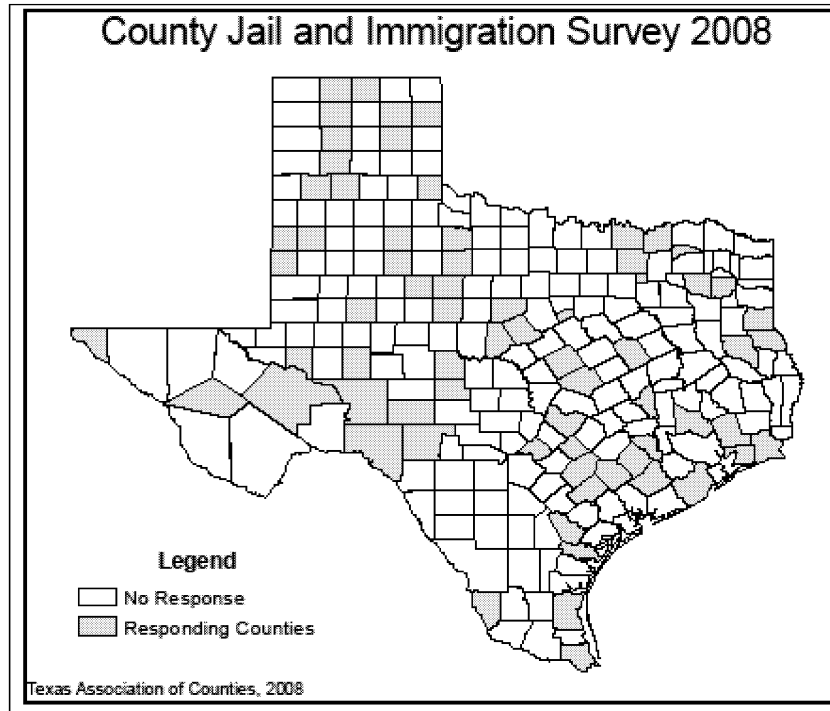 County Jail and Immigration Survey 2008
Legend
No Response
Responding Counties
Texas Association of Counties, 2008